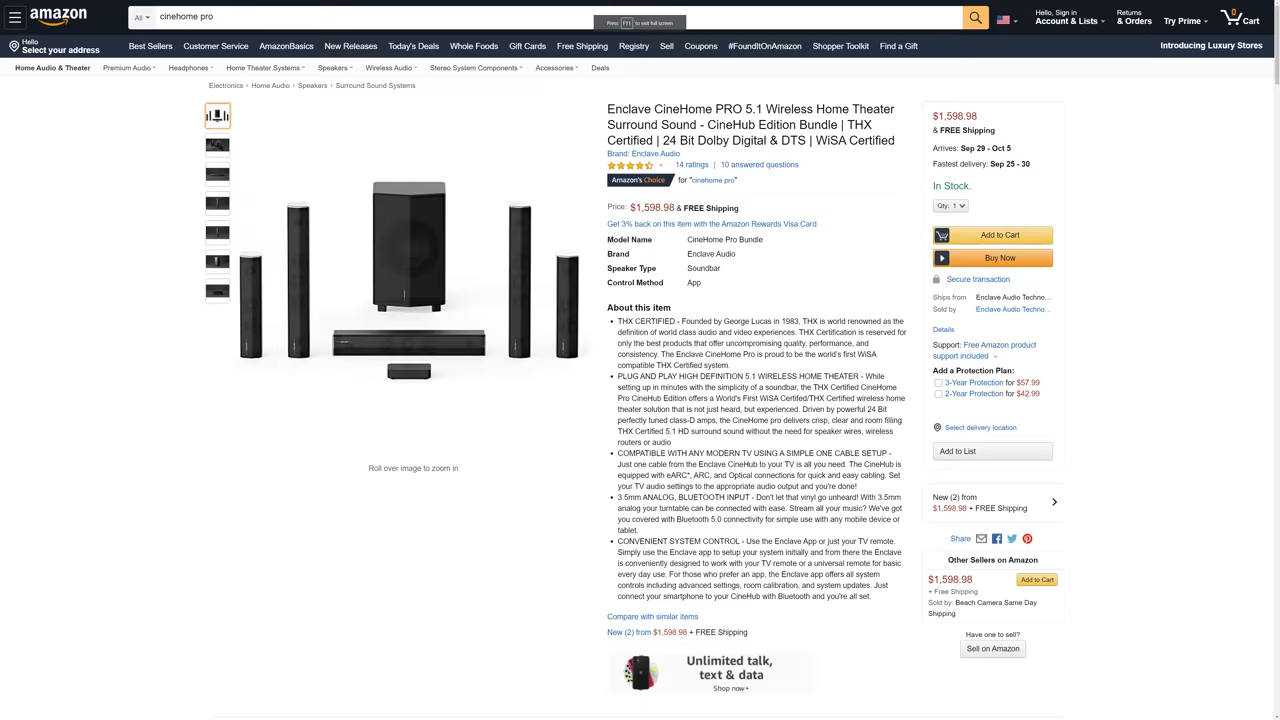 amazon
All
cinehome pro
Press F11 to exit full screen
Hello, Sign in
Account & Lists
Returns
& Orders
Try Prime
0
Cart
Hello
Select your address
Best Sellers
Customer Service
AmazonBasics
New Releases
Today's Deals
Whole Foods
Gift Cards
Free Shipping
Registry
Sell
Coupons
#FoundItOnAmazon
Shopper Toolkit
Find a Gift
Introducing Luxury Stores
Home Audio & Theater
Premium Audio
Headphones
Home Theater Systems
Speakers
Wireless Audio
Stereo System Components
Accessories
Deals
Electronics › Home Audio › Speakers › Surround Sound Systems
Roll over image to zoom in
Enclave CineHome PRO 5.1 Wireless Home Theater
Surround Sound - CineHub Edition Bundle | THX
Certified | 24 Bit Dolby Digital & DTS | WiSA Certified
Brand: Enclave Audio
14 ratings | 10 answered questions
Amazon's Choice for "cinehome pro"
Price: $1,598.98 & FREE Shipping
Get 3% back on this item with the Amazon Rewards Visa Card.
Model Name CineHome Pro Bundle
Brand Enclave Audio
Speaker Type Soundbar
Control Method App
About this item
• THX CERTIFIED - Founded by George Lucas in 1983, THX is world renowned as the
definition of world class audio and video experiences. THX Certification is reserved for
only the best products that offer uncompromising quality, performance, and
consistency. The Enclave CineHome Pro is proud to be the world's first WiSA
compatible THX Certified system.
• PLUG AND PLAY HIGH DEFINITION 5.1 WIRELESS HOME THEATER - While
setting up in minutes with the simplicity of a soundbar, the THX Certified CineHome
Pro CineHub Edition offers a World's First WiSA Certifed/THX Certified wireless home
theater solution that is not just heard, but experienced. Driven by powerful 24 Bit
perfectly tuned class-D amps, the CineHome pro delivers crisp, clear and room filling
THX Certified 5.1 HD surround sound without the need for speaker wires, wireless
routers or audio
• COMPATIBLE WITH ANY MODERN TV USING A SIMPLE ONE CABLE SETUP -
Just one cable from the Enclave CineHub to your TV is all you need. The CineHub is
equipped with eARC*, ARC, and Optical connections for quick and easy cabling. Set
your TV audio settings to the appropriate audio output and you're done!
• 3.5mm ANALOG, BLUETOOTH INPUT - Don't let that vinyl go unheard! With 3.5mm
analog your turntable can be connected with ease. Stream all your music? We've got
you covered with Bluetooth 5.0 connectivity for simple use with any mobile device or
tablet.
• CONVENIENT SYSTEM CONTROL - Use the Enclave App or just your TV remote.
Simply use the Enclave app to setup your system initially and from there the Enclave
is conveniently designed to work with your TV remote or a universal remote for basic
every day use. For those who prefer an app, the Enclave app offers all system
controls including advanced settings, room calibration, and system updates. Just
connect your smartphone to your CineHub with Bluetooth and you're all set.
Compare with similar items
New (2) from $1,598.98 + FREE Shipping
Unlimited talk,
text & data
Shop now
$1,598.98
& FREE Shipping
Arrives: Sep 29 - Oct 5
Fastest delivery: Sep 25 - 30
In Stock.
Qty: 1
Add to Cart
Buy Now
Secure transaction
Ships from Enclave Audio Techno...
Sold by Enclave Audio Techno...
Details
Support: Free Amazon product
support included
Add a Protection Plan:
3-Year Protection for $57.99
2-Year Protection for $42.99
Select delivery location
Add to List
New (2) from
$1,598.98 + FREE Shipping
Share
Other Sellers on Amazon
$1,598.98
Add to Cart
+ Free Shipping
Sold by: Beach Camera Same Day
Shipping
Have one to sell?
Sell on Amazon